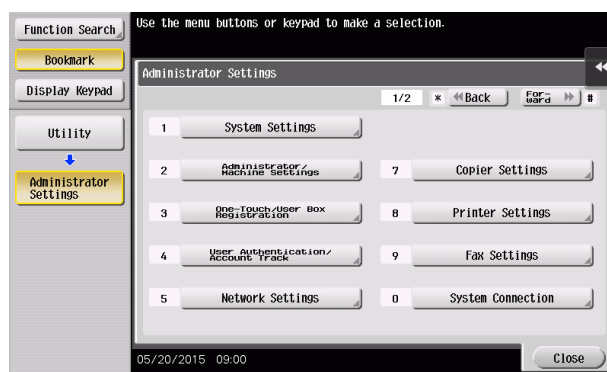 Function Search
Bookmark
Display Keypad
Utility
Administrator
Settings
Use the menu buttons or keypad to make a selection.
Administrator Settings
1/2 * Back For-
ward #
1 System Settings
2 Administrator/
Machine Settings
7 Copier Settings
3 One-Touch/User Box
Registration
8 Printer Settings
4 User Authentication/
Account Track
9 Fax Settings
5 Network Settings
0 System Connection
05/20/2015 09:00
Close